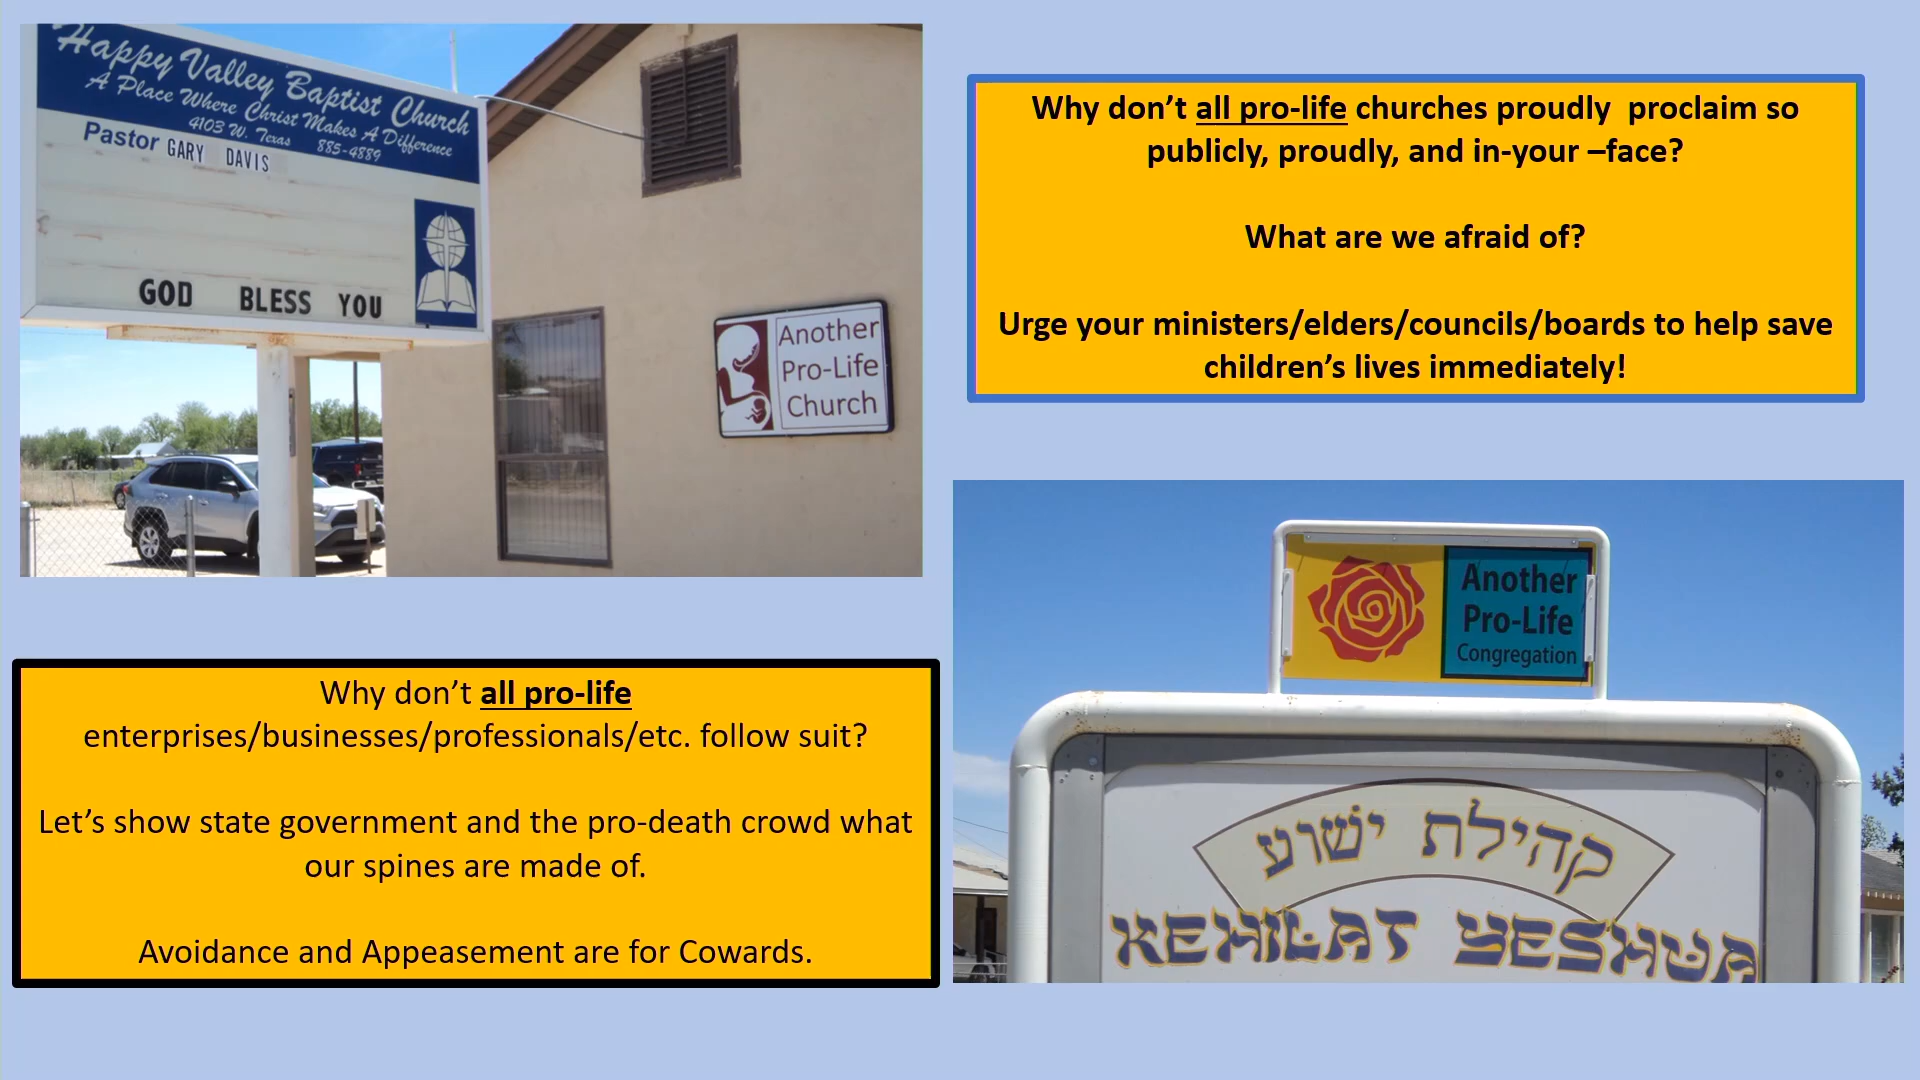 Happy Valley Baptist Church
A Place Where Christ Makes A Difference
4103 W. Texas 885-4889
Pastor GARY DAVIS
GOD BLESS YOU
Another
Pro-Life
Church
Why don’t all pro-life churches proudly  proclaim so
publicly, proudly, and in-your –face?
What are we afraid of?
Urge your ministers/elders/councils/boards to help save
children’s lives immediately!
Why don’t all pro-life
enterprises/businesses/professionals/etc. follow suit?
Let’s show state government and the pro-death crowd what
our spines are made of.
Avoidance and Appeasement are for Cowards.
Another
Pro-Life
Congregation
קהילת ישוע
KEHILAT YESHUA